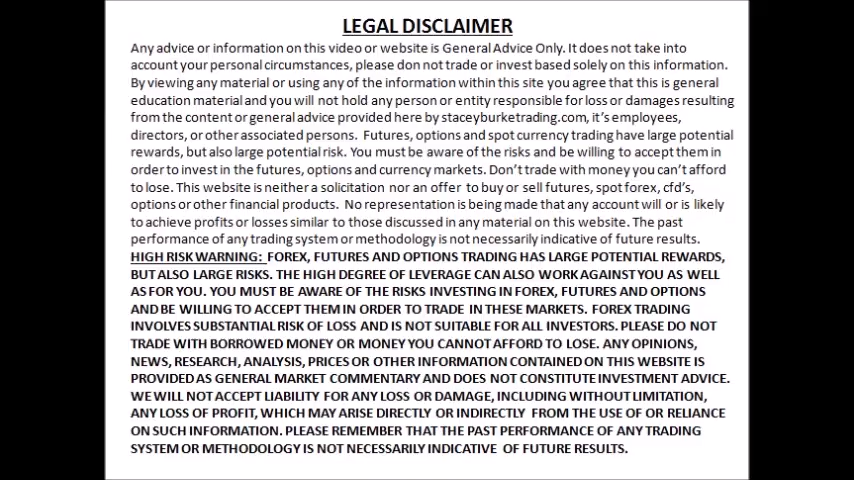 LEGAL DISCLAIMER
Any advice or information on this video or website is General Advice Only. It does not take into
account your personal circumstances, please don not trade or invest based solely on this information.
By viewing any material or using any of the information within this site you agree that this is general
education material and you will not hold any person or entity responsible for loss or damages resulting
from the content or general advice provided here by staceyburketrading.com, it's employees,
directors, or other associated persons. Futures, options and spot currency trading have large potential
rewards, but also large potential risk. You must be aware of the risks and be willing to accept them in
order to invest in the futures, options and currency markets. Don't trade with money you can't afford
to lose. This website is neither a solicitation nor an offer to buy or sell futures, spot forex, cfd's,
options or other financial products. No representation is being made that any account will or is likely
to achieve profits or losses similar to those discussed in any material on this website. The past
performance of any trading system or methodology is not necessarily indicative of future results.
HIGH RISK WARNING: FOREX, FUTURES AND OPTIONS TRADING HAS LARGE POTENTIAL REWARDS,
BUT ALSO LARGE RISKS. THE HIGH DEGREE OF LEVERAGE CAN ALSO WORK AGAINST YOU AS WELL
AS FOR YOU. YOU MUST BE AWARE OF THE RISKS INVESTING IN FOREX, FUTURES AND OPTIONS
AND BE WILLING TO ACCEPT THEM IN ORDER TO TRADE IN THESE MARKETS. FOREX TRADING
INVOLVES SUBSTANTIAL RISK OF LOSS AND IS NOT SUITABLE FOR ALL INVESTORS. PLEASE DO NOT
TRADE WITH BORROWED MONEY OR MONEY YOU CANNOT AFFORD TO LOSE. ANY OPINIONS,
NEWS, RESEARCH, ANALYSIS, PRICES OR OTHER INFORMATION CONTAINED ON THIS WEBSITE IS
PROVIDED AS GENERAL MARKET COMMENTARY AND DOES NOT CONSTITUTE INVESTMENT ADVICE.
WE WILL NOT ACCEPT LIABILITY FOR ANY LOSS OR DAMAGE, INCLUDING WITHOUT LIMITATION,
ANY LOSS OF PROFIT, WHICH MAY ARISE DIRECTLY OR INDIRECTLY FROM THE USE OF OR RELIANCE
ON SUCH INFORMATION. PLEASE REMEMBER THAT THE PAST PERFORMANCE OF ANY TRADING
SYSTEM OR METHODOLOGY IS NOT NECESSARILY INDICATIVE OF FUTURE RESULTS.